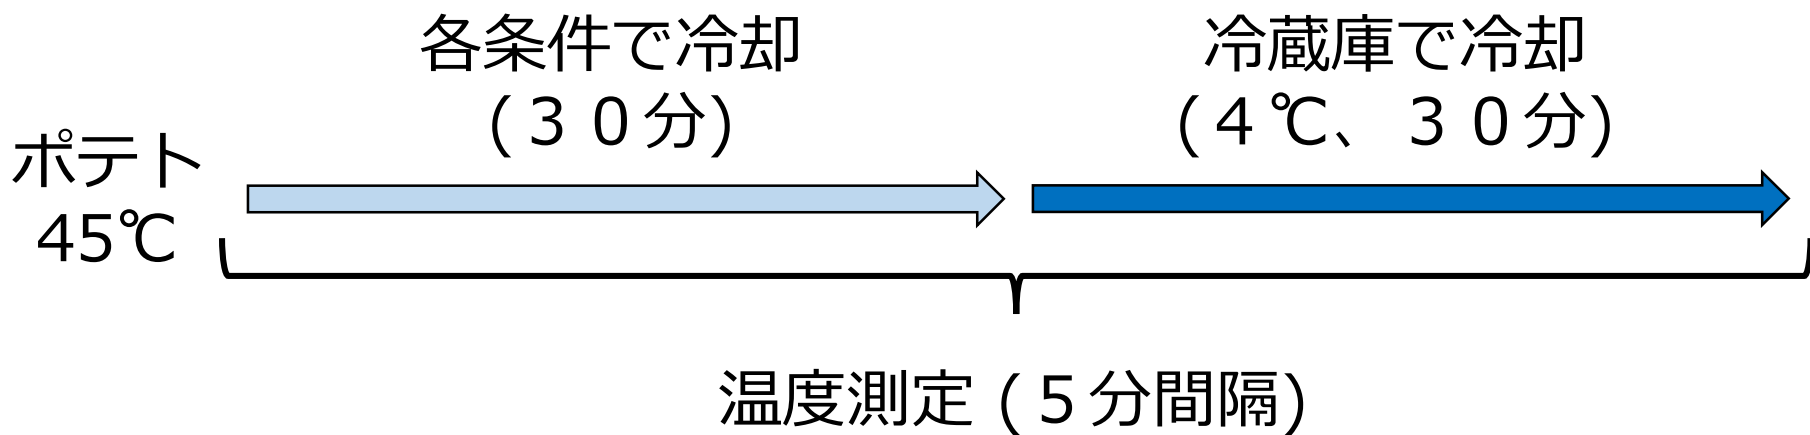 各条件で冷却
(３０分)
冷蔵庫で冷却
(４℃、３０分)
ポテト
45℃
温度測定(５分間隔)